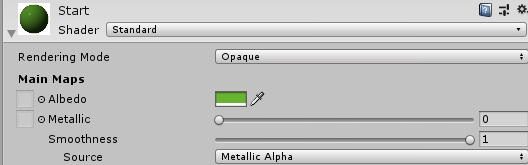 Start
Shader Standard
Rendering Mode Opaque
Main Maps
Albedo
Metallic 0
Smoothness 1
Source Metallic Alpha